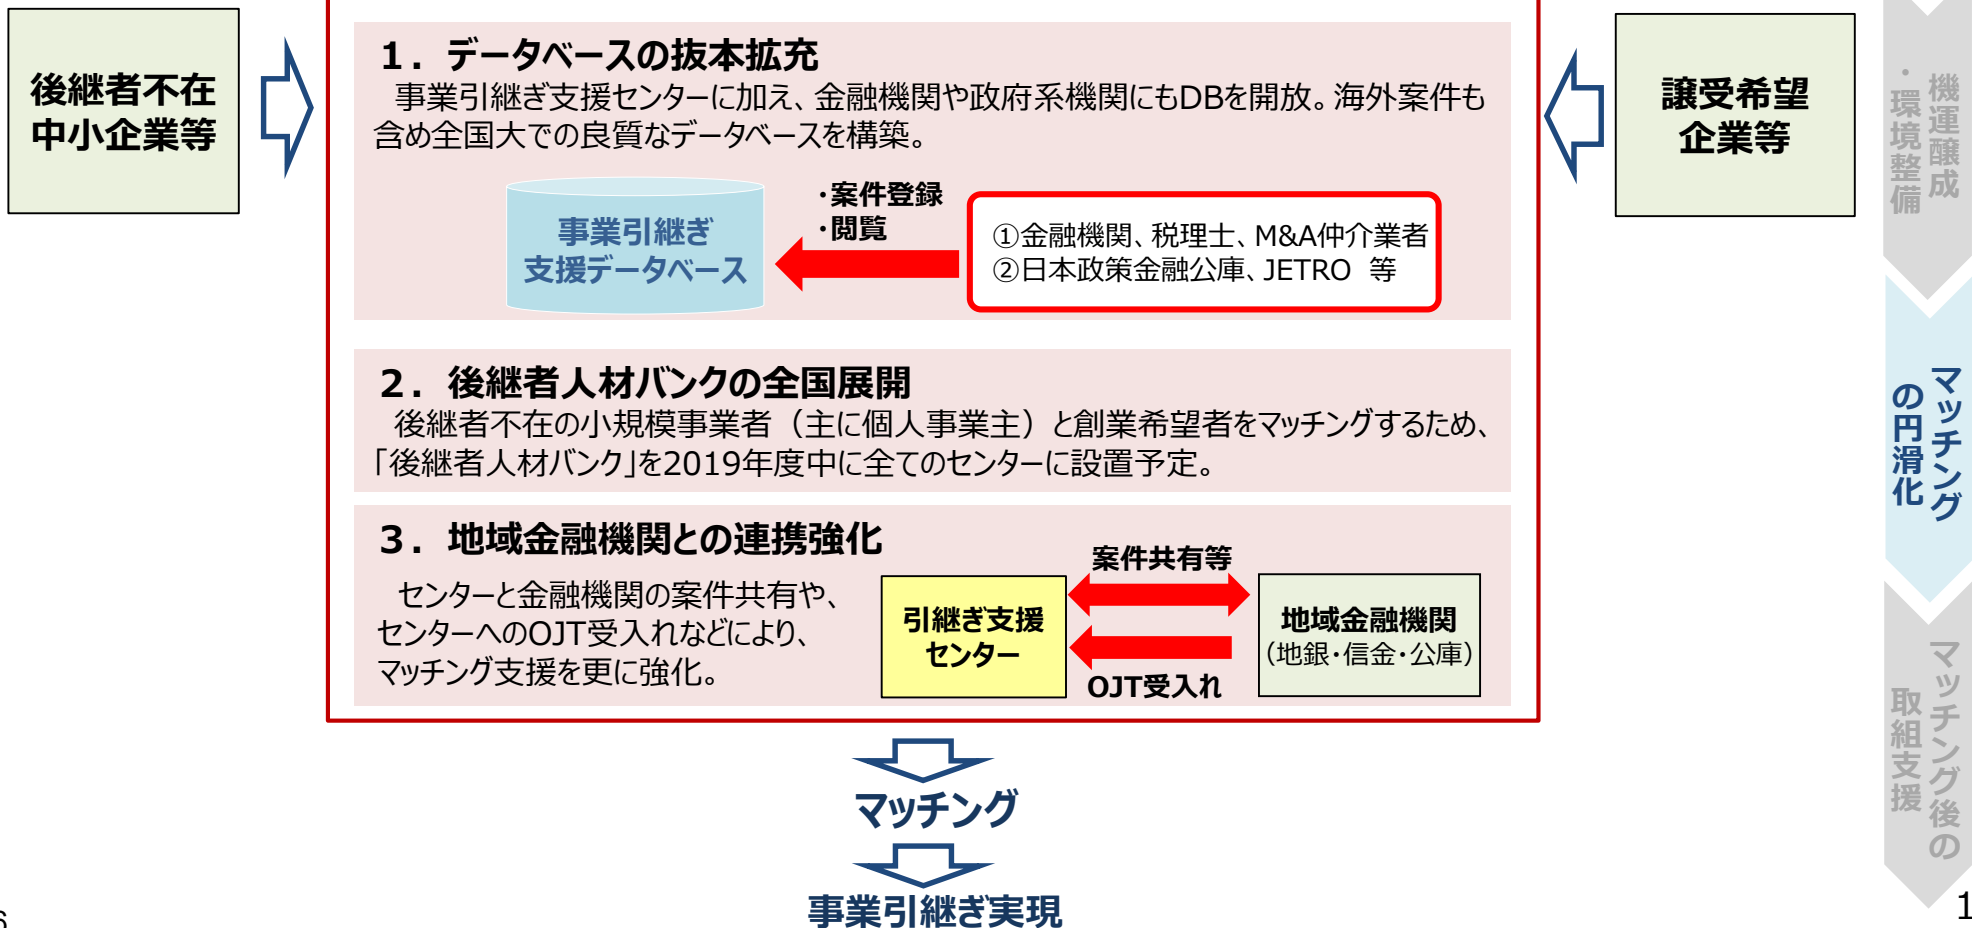 後継者不在
中小企業等
１．データベースの抜本拡充
事業引継ぎ支援センターに加え、金融機関や政府系機関にもDBを開放。海外案件も
含め全国大での良質なデータベースを構築。
事業引継ぎ
支援データベース
・案件登録
・閲覧
①金融機関、税理士、M&A仲介業者
②日本政策金融公庫、JETRO　等
２．後継者人材バンクの全国展開
後継者不在の小規模事業者（主に個人事業主）と創業希望者をマッチングするため、
「後継者人材バンク」を2019年度中に全てのセンターに設置予定。
３．地域金融機関との連携強化
センターと金融機関の案件共有や、
センターへのOJT受入れなどにより、
マッチング支援を更に強化。
引継ぎ支援
センター
案件共有等
OJT受入れ
地域金融機関
（地銀・信金・公庫）
譲受希望
企業等
マッチング
事業引継ぎ実現
機運醸成
・環境整備
マッチング
の円滑化
マッチング後の
取組支援
1